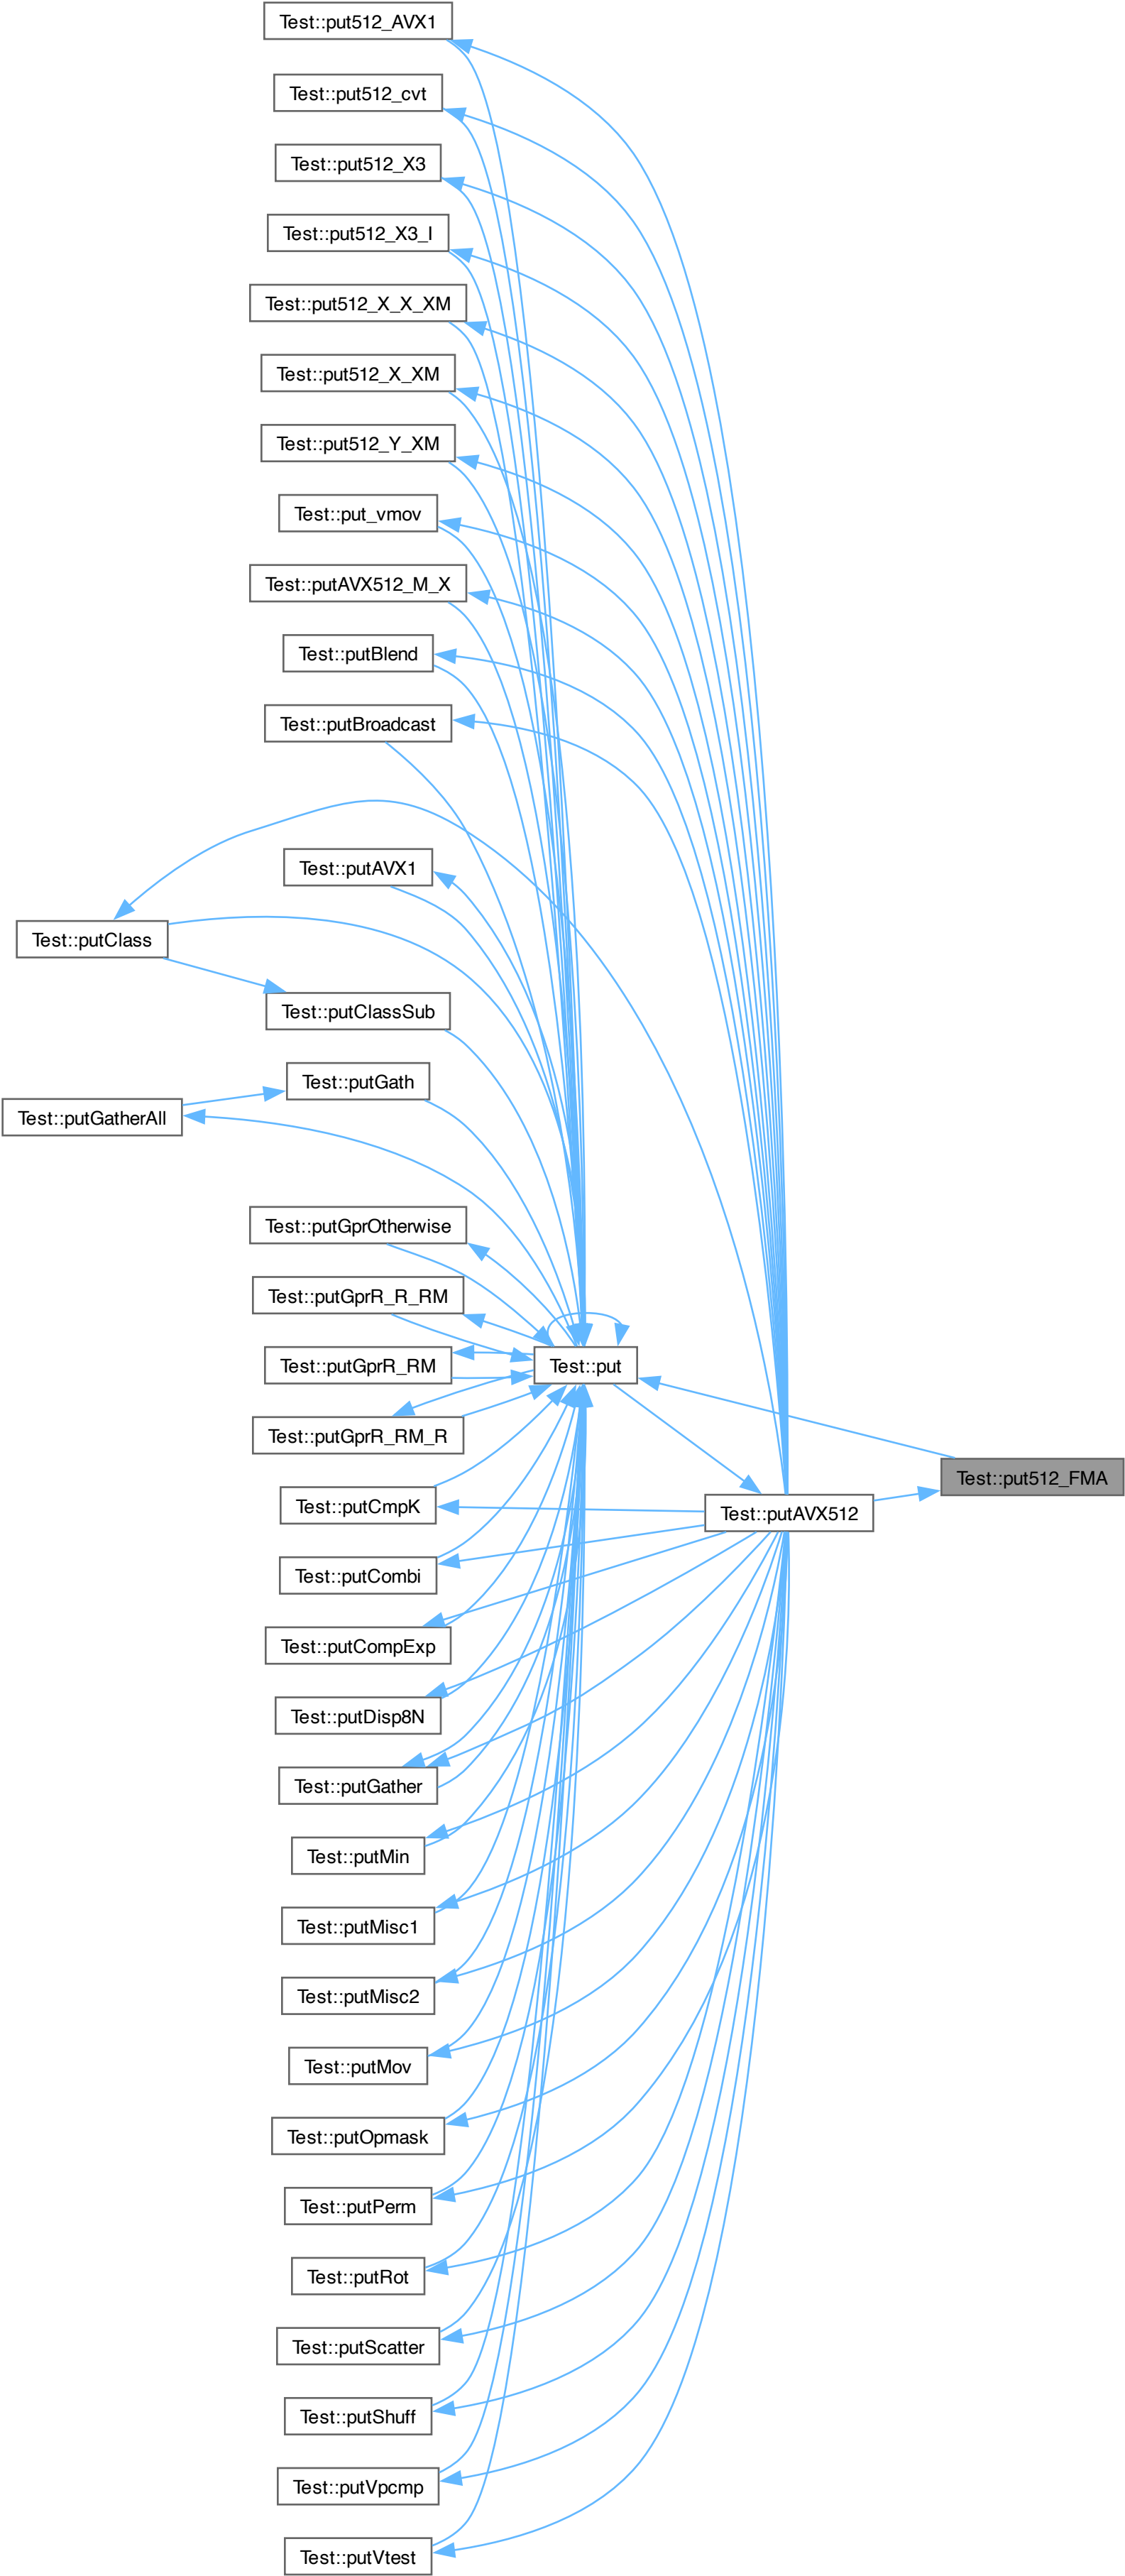 Test::put512_AVX1
Test::put512_cvt
Test::put512_X3
Test::put512_X3_I
Test::put512_X_X_XM
Test::put512_X_XM
Test::put512_Y_XM
Test::put_vmov
Test::putAVX512_M_X
Test::putBlend
Test::putBroadcast
Test::putAVX1
Test::putClass
Test::putClassSub
Test::putGath
Test::putGatherAll
Test::putGprOtherwise
Test::putGprR_R_RM
Test::putGprR_RM
Test::put
Test::putGprR_RM_R
Test::put512_FMA
Test::putCmpK
Test::putAVX512
Test::putCombi
Test::putCompExp
Test::putDisp8N
Test::putGather
Test::putMin
Test::putMisc1
Test::putMisc2
Test::putMov
Test::putOpmask
Test::putPerm
Test::putRot
Test::putScatter
Test::putShuff
Test::putVpcmp
Test::putVtest